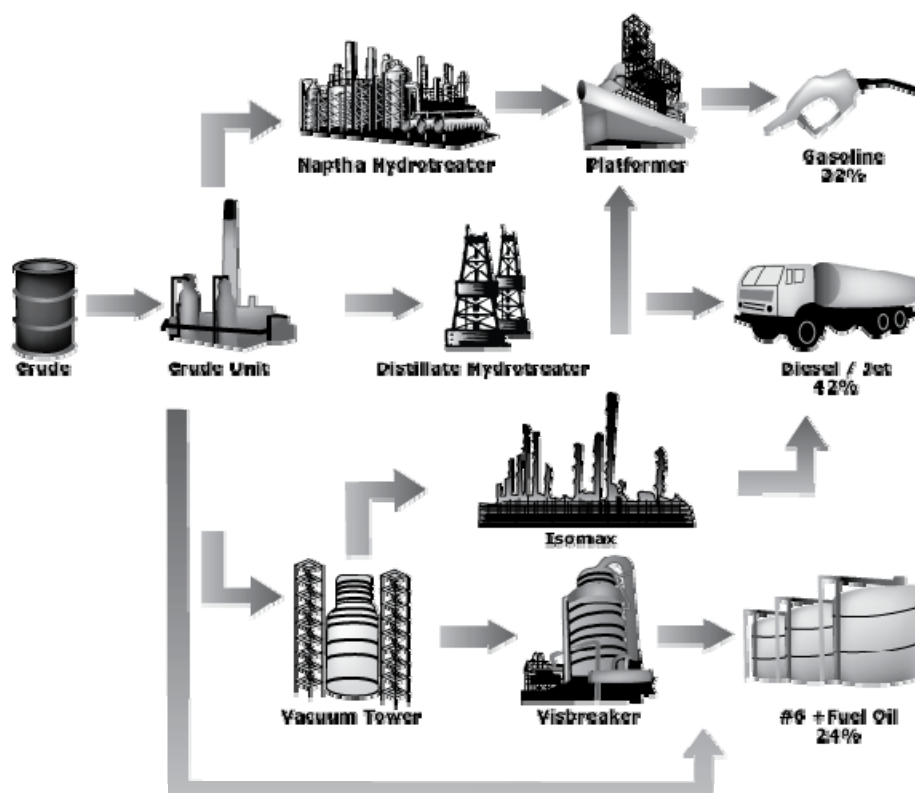 Naptha Hydrotreater
Platformer
Gasoline
32%
Crude
Crude Unit
Distillate Hydrotreater
Diesel / Jet
42%
Isomax
Vacuum Tower
Visbreaker
#6 +Fuel Oil
24%